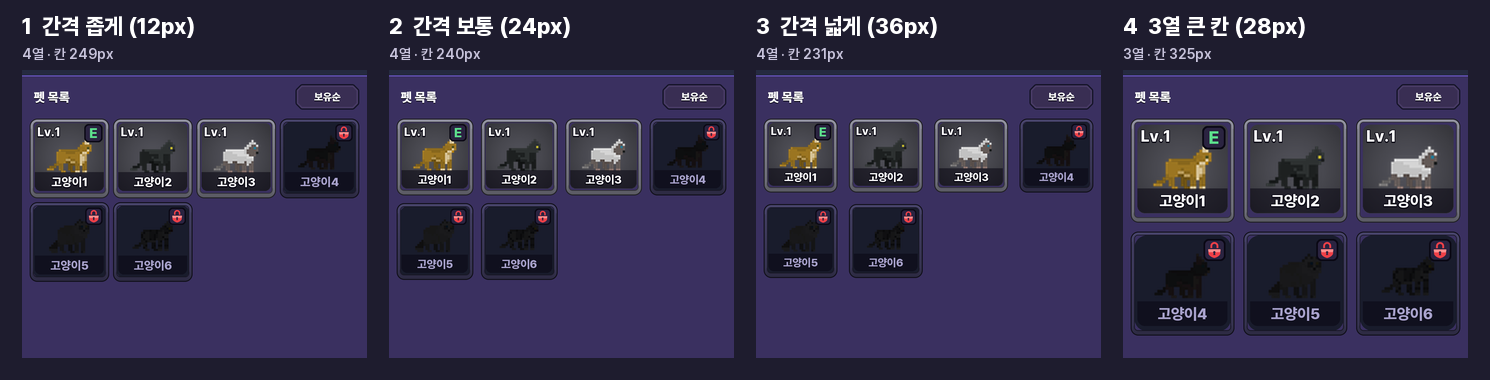 1 간격 좁게 (12px)
4열 · 칸 249px
펫 목록
보유순
Lv.1 E
고양이1
Lv.1
고양이2
Lv.1
고양이3
고양이4
고양이5
고양이6
2 간격 보통 (24px)
4열 · 칸 240px
펫 목록
보유순
Lv.1 E
고양이1
Lv.1
고양이2
Lv.1
고양이3
고양이4
고양이5
고양이6
3 간격 넓게 (36px)
4열 · 칸 231px
펫 목록
보유순
Lv.1 E
고양이1
Lv.1
고양이2
Lv.1
고양이3
고양이4
고양이5
고양이6
4 3열 큰 칸 (28px)
3열 · 칸 325px
펫 목록
보유순
Lv.1 E
고양이1
Lv.1
고양이2
Lv.1
고양이3
고양이4
고양이5
고양이6